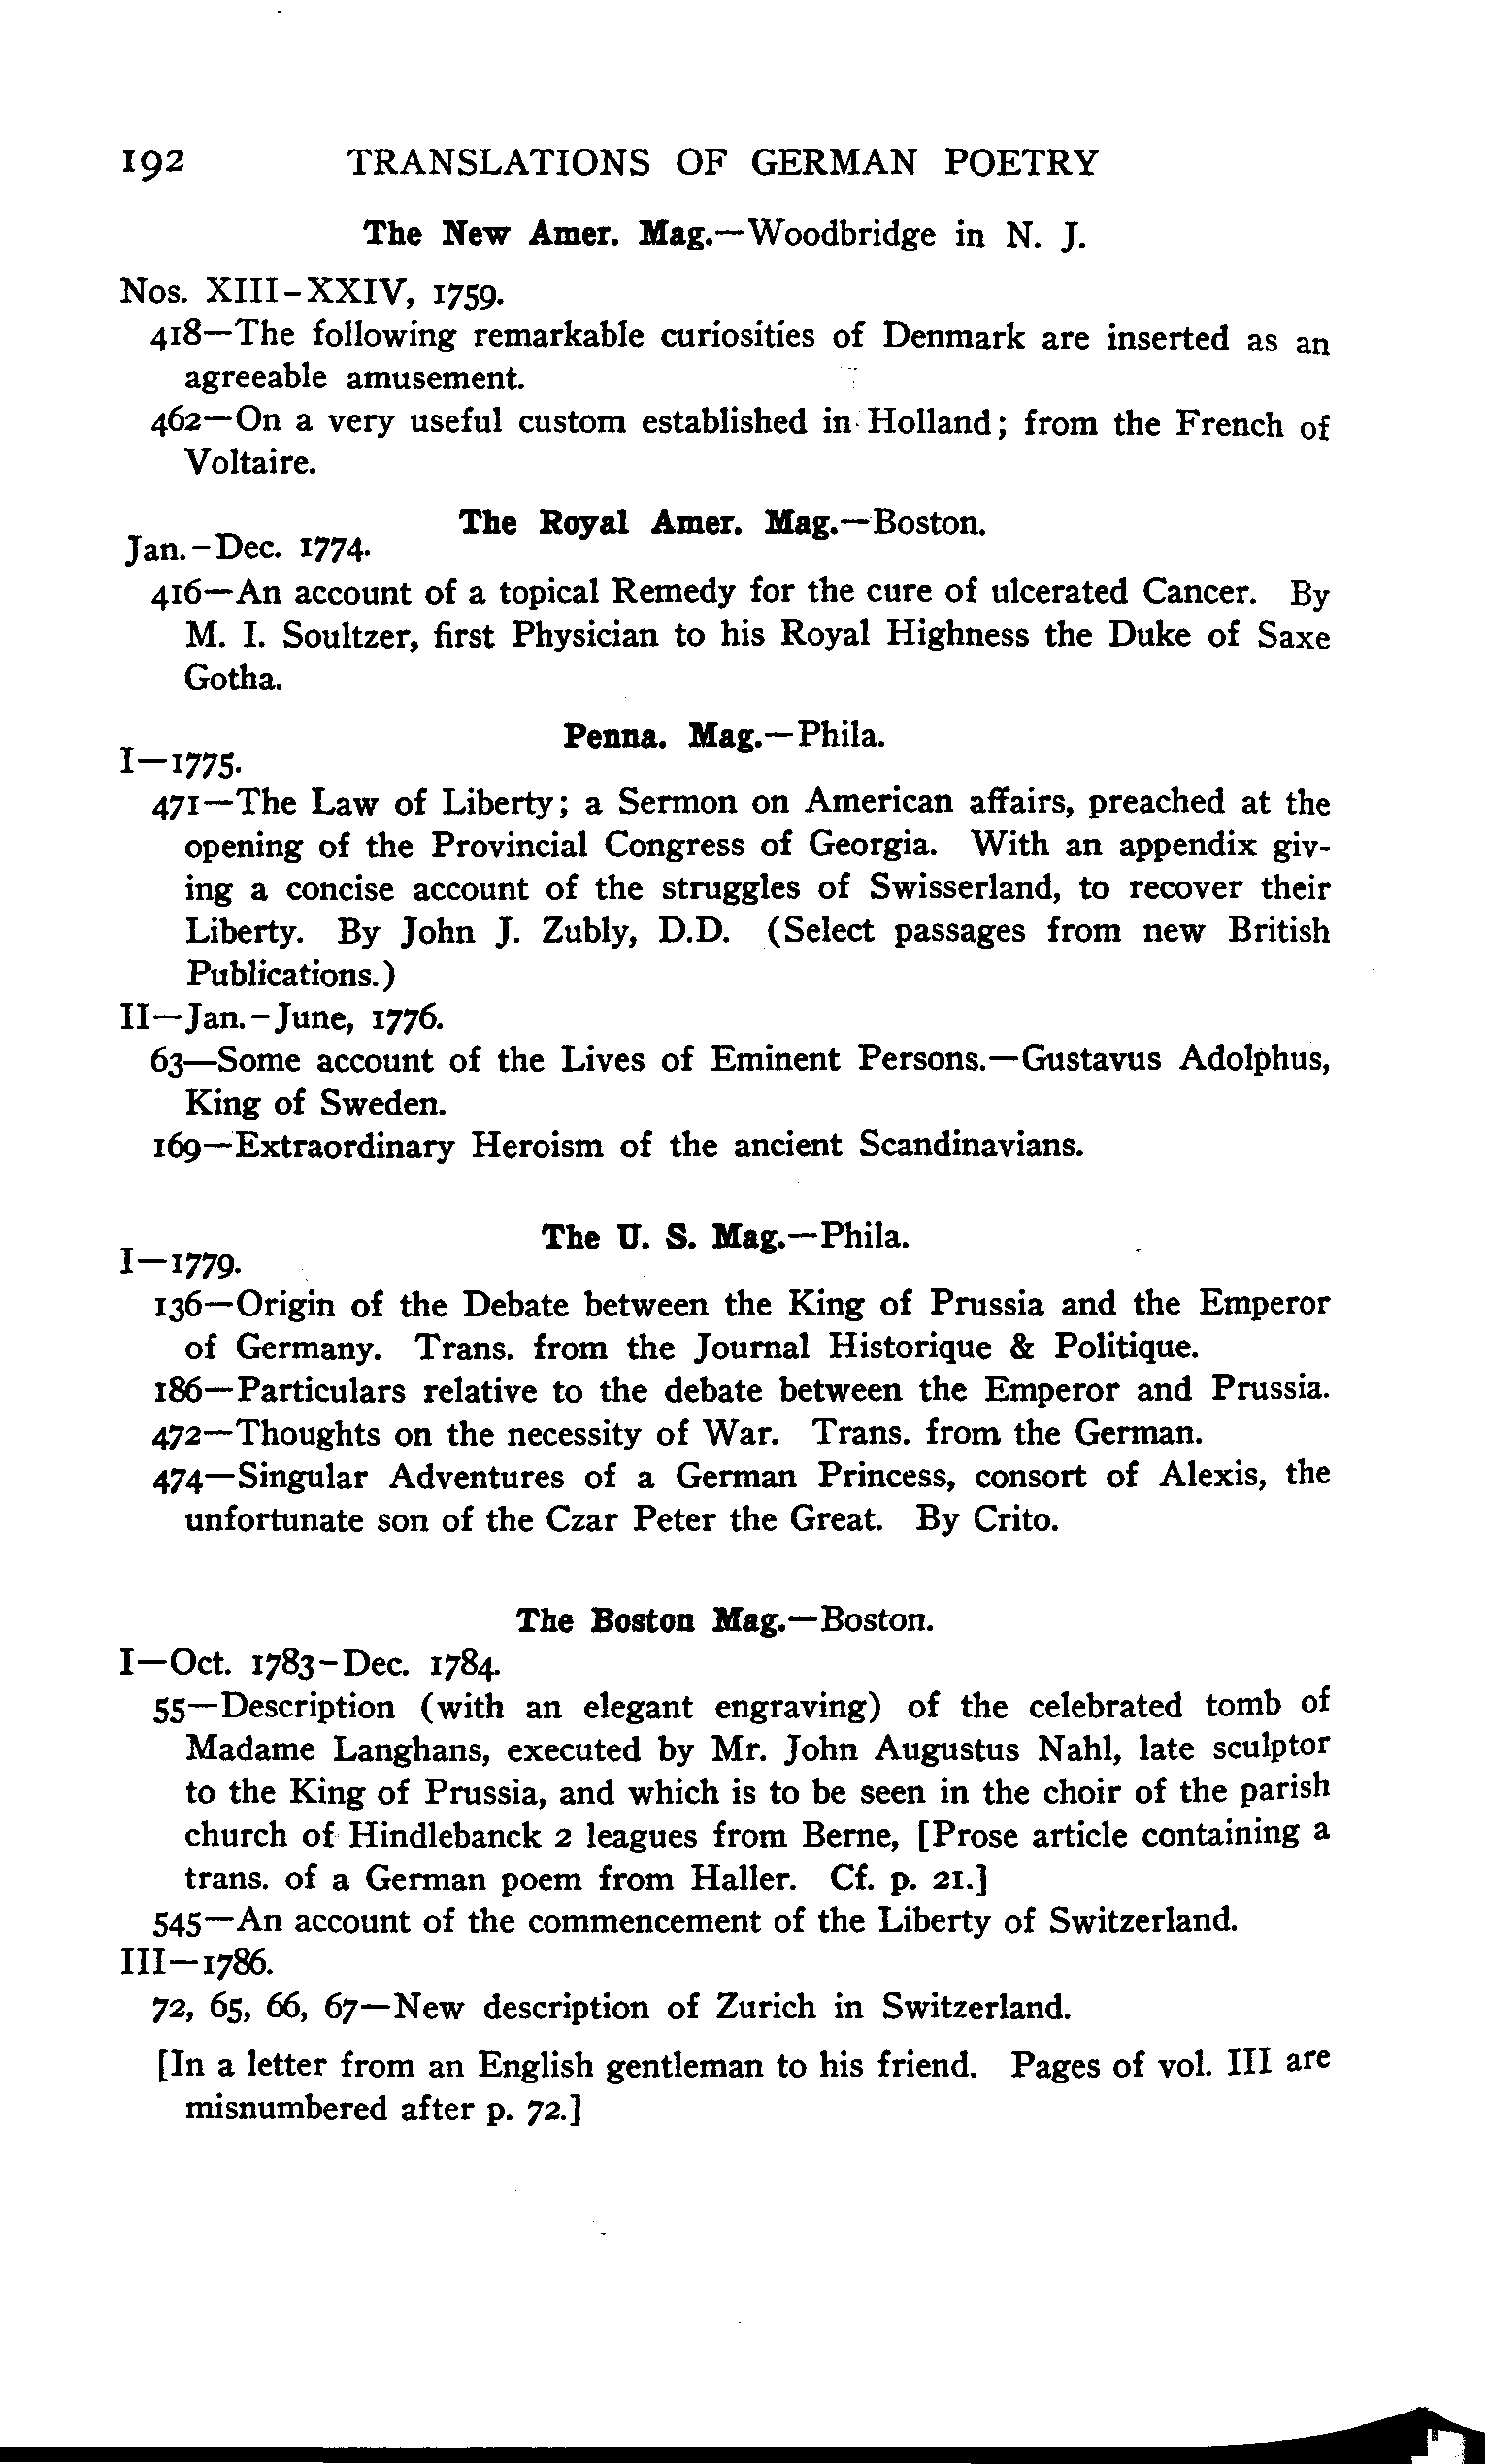 192 TRANSLATIONS OF GERMAN POETRY
The New Amer. Mag.—Woodbridge in N. J.
Nos. XIII-XXIV, 1759.
418—The following remarkable curiosities of Denmark are inserted as an
agreeable amusement.
462—On a very useful custom established in Holland; from the French of
Voltaire.
The Royal Amer. Mag.—Boston.
Jan.-Dec. 1774.
416—An account of a topical Remedy for the cure of ulcerated Cancer. By
M. I. Soultzer, first Physician to his Royal Highness the Duke of Saxe
Gotha.
Penna. Mag.—Phila.
I—1775.
471—The Law of Liberty; a Sermon on American affairs, preached at the
opening of the Provincial Congress of Georgia. With an appendix giv-
ing a concise account of the struggles of Swisserland, to recover their
Liberty. By John J. Zubly, D.D. (Select passages from new British
Publications.)
II—Jan.-June, 1776.
63—Some account of the Lives of Eminent Persons.—Gustavus Adolphus,
King of Sweden.
169—Extraordinary Heroism of the ancient Scandinavians.
The U. S. Mag.—Phila.
I—1779.
136—Origin of the Debate between the King of Prussia and the Emperor
of Germany. Trans. from the Journal Historique & Politique.
186—Particulars relative to the debate between the Emperor and Prussia.
472—Thoughts on the necessity of War. Trans. from the German.
474—Singular Adventures of a German Princess, consort of Alexis, the
unfortunate son of the Czar Peter the Great. By Crito.
The Boston Mag.—Boston.
I—Oct. 1783-Dec. 1784.
55—Description (with an elegant engraving) of the celebrated tomb of
Madame Langhans, executed by Mr. John Augustus Nahl, late sculptor
to the King of Prussia, and which is to be seen in the choir of the parish
church of Hindlebanck 2 leagues from Berne, [Prose article containing a
trans. of a German poem from Haller. Cf. p. 21.]
545—An account of the commencement of the Liberty of Switzerland.
III—1786.
72, 65, 66, 67—New description of Zurich in Switzerland.
[In a letter from an English gentleman to his friend. Pages of vol. III are
misnumbered after p. 72.]